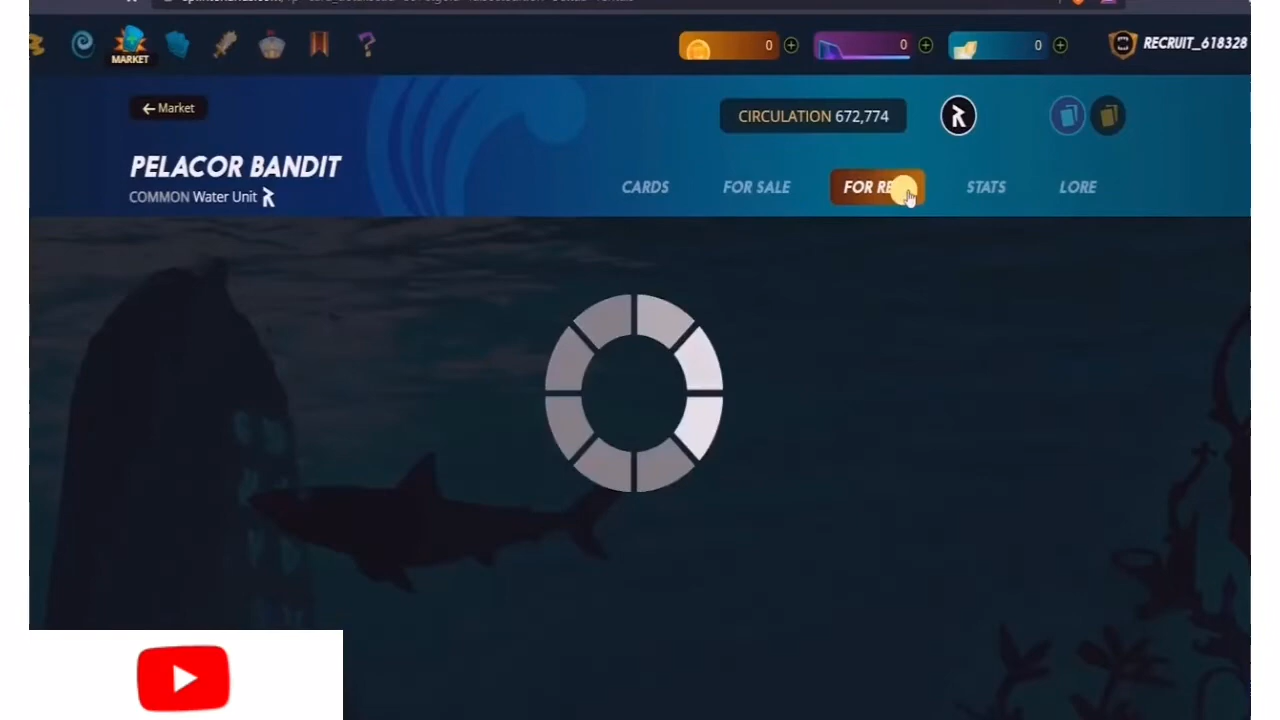 MARKET
0
0
0
RECRUIT_618328
← Market
CIRCULATION 672,774
PELACOR BANDIT
COMMON Water Unit
CARDS
FOR SALE
FOR RE
STATS
LORE